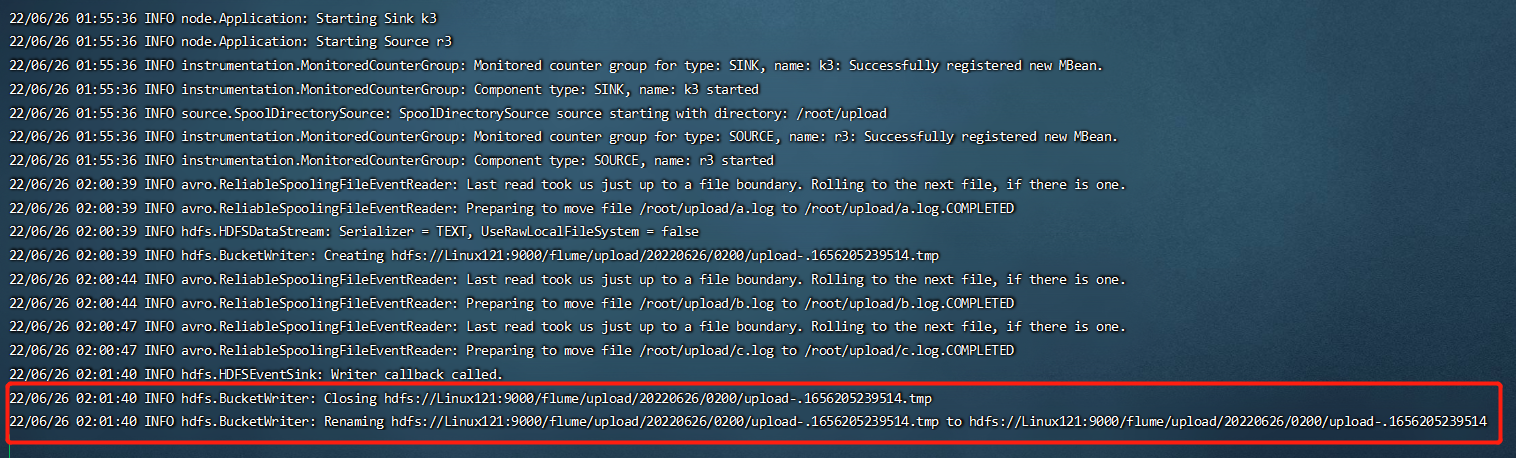 22/06/26 01:55:36 INFO node.Application: Starting Sink k3
22/06/26 01:55:36 INFO node.Application: Starting Source r3
22/06/26 01:55:36 INFO instrumentation.MonitoredCounterGroup: Monitored counter group for type: SINK, name: k3: Successfully registered new MBean.
22/06/26 01:55:36 INFO instrumentation.MonitoredCounterGroup: Component type: SINK, name: k3 started
22/06/26 01:55:36 INFO source.SpoolDirectorySource: SpoolDirectorySource source starting with directory: /root/upload
22/06/26 01:55:36 INFO instrumentation.MonitoredCounterGroup: Monitored counter group for type: SOURCE, name: r3: Successfully registered new MBean.
22/06/26 01:55:36 INFO instrumentation.MonitoredCounterGroup: Component type: SOURCE, name: r3 started
22/06/26 02:00:39 INFO avro.ReliableSpoolingFileEventReader: Last read took us just up to a file boundary. Rolling to the next file, if there is one.
22/06/26 02:00:39 INFO avro.ReliableSpoolingFileEventReader: Preparing to move file /root/upload/a.log to /root/upload/a.log.COMPLETED
22/06/26 02:00:39 INFO hdfs.HDFSDataStream: Serializer = TEXT, UseRawLocalFileSystem = false
22/06/26 02:00:39 INFO hdfs.BucketWriter: Creating hdfs://Linux121:9000/flume/upload/20220626/0200/upload-.1656205239514.tmp
22/06/26 02:00:44 INFO avro.ReliableSpoolingFileEventReader: Last read took us just up to a file boundary. Rolling to the next file, if there is one.
22/06/26 02:00:44 INFO avro.ReliableSpoolingFileEventReader: Preparing to move file /root/upload/b.log to /root/upload/b.log.COMPLETED
22/06/26 02:00:47 INFO avro.ReliableSpoolingFileEventReader: Last read took us just up to a file boundary. Rolling to the next file, if there is one.
22/06/26 02:00:47 INFO avro.ReliableSpoolingFileEventReader: Preparing to move file /root/upload/c.log to /root/upload/c.log.COMPLETED
22/06/26 02:01:40 INFO hdfs.HDFSEventSink: Writer callback called.
22/06/26 02:01:40 INFO hdfs.BucketWriter: Closing hdfs://Linux121:9000/flume/upload/20220626/0200/upload-.1656205239514.tmp
22/06/26 02:01:40 INFO hdfs.BucketWriter: Renaming hdfs://Linux121:9000/flume/upload/20220626/0200/upload-.1656205239514.tmp to hdfs://Linux121:9000/flume/upload/20220626/0200/upload-.1656205239514